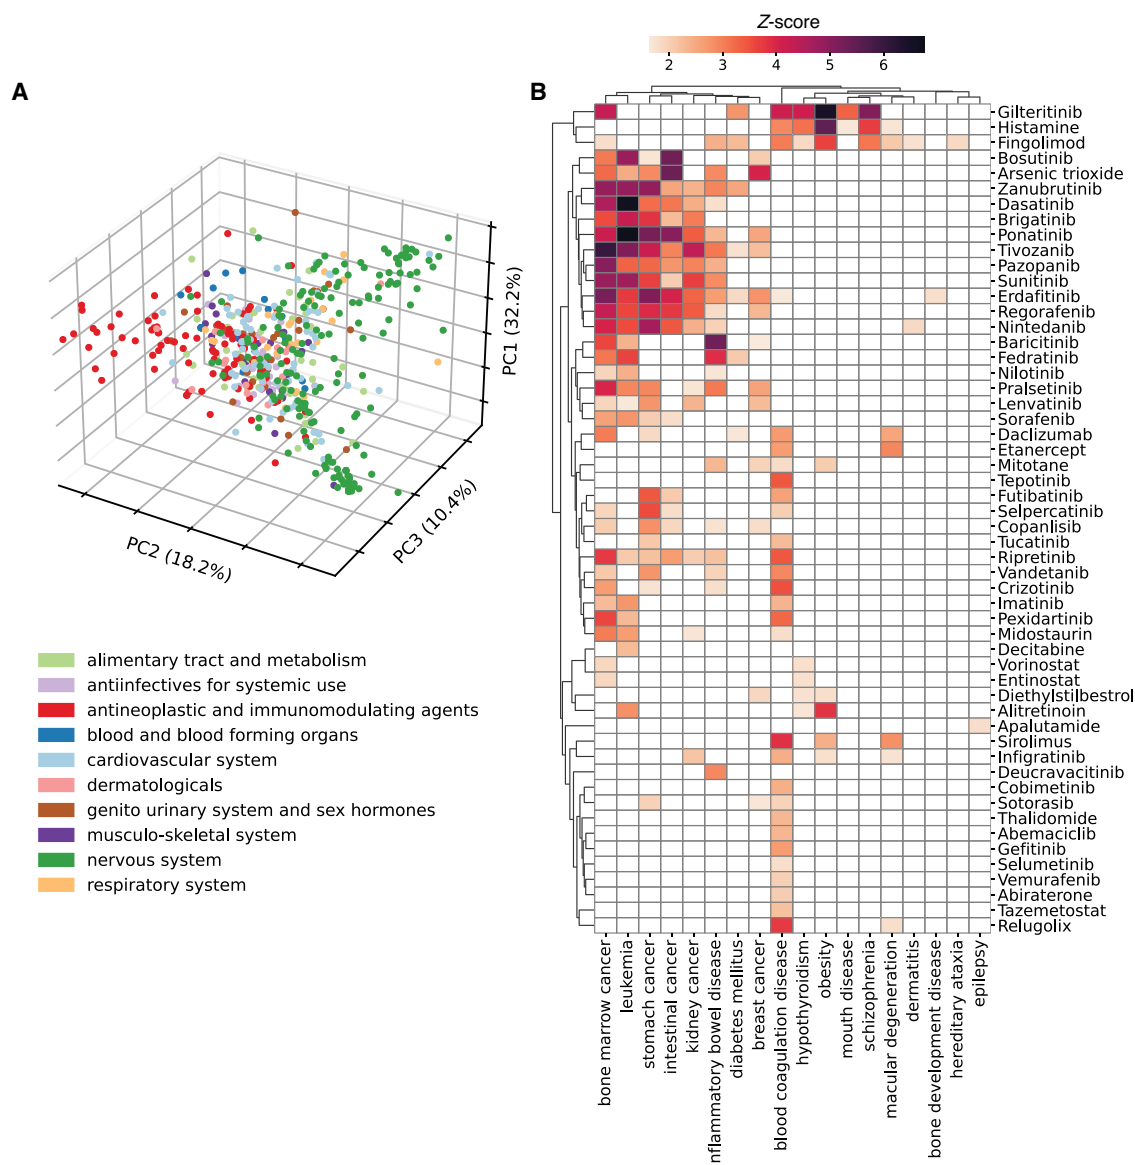 Z-score
2 3 4 5 6
A
B
PC1 (32.2%)
PC2 (18.2%)
PC3 (10.4%)
alimentary tract and metabolism
antiinfectives for systemic use
antineoplastic and immunomodulating agents
blood and blood forming organs
cardiovascular system
dermatologicals
genito urinary system and sex hormones
musculo-skeletal system
nervous system
respiratory system
Gilteritinib
Histamine
Fingolimod
Bosutinib
Arsenic trioxide
Zanubrutinib
Dasatinib
Brigatinib
Ponatinib
Tivozanib
Pazopanib
Sunitinib
Erdafitinib
Regorafenib
Nintedanib
Baricitinib
Fedratinib
Nilotinib
Pralsetinib
Lenvatinib
Sorafenib
Daclizumab
Etanercept
Mitotane
Tepotinib
Futibatinib
Selpercatinib
Copanlisib
Tucatinib
Ripretinib
Vandetanib
Crizotinib
Imatinib
Pexidartinib
Midostaurin
Decitabine
Vorinostat
Entinostat
Diethylstilbestrol
Alitretinoin
Apalutamide
Sirolimus
Infigratinib
Deucravacitinib
Cobimetinib
Sotorasib
Thalidomide
Abemaciclib
Gefitinib
Selumetinib
Vemurafenib
Abiraterone
Tazemetostat
Relugolix
bone marrow cancer
leukemia
stomach cancer
intestinal cancer
kidney cancer
nflammatory bowel disease
diabetes mellitus
breast cancer
blood coagulation disease
hypothyroidism
obesity
mouth disease
schizophrenia
macular degeneration
dermatitis
bone development disease
hereditary ataxia
epilepsy